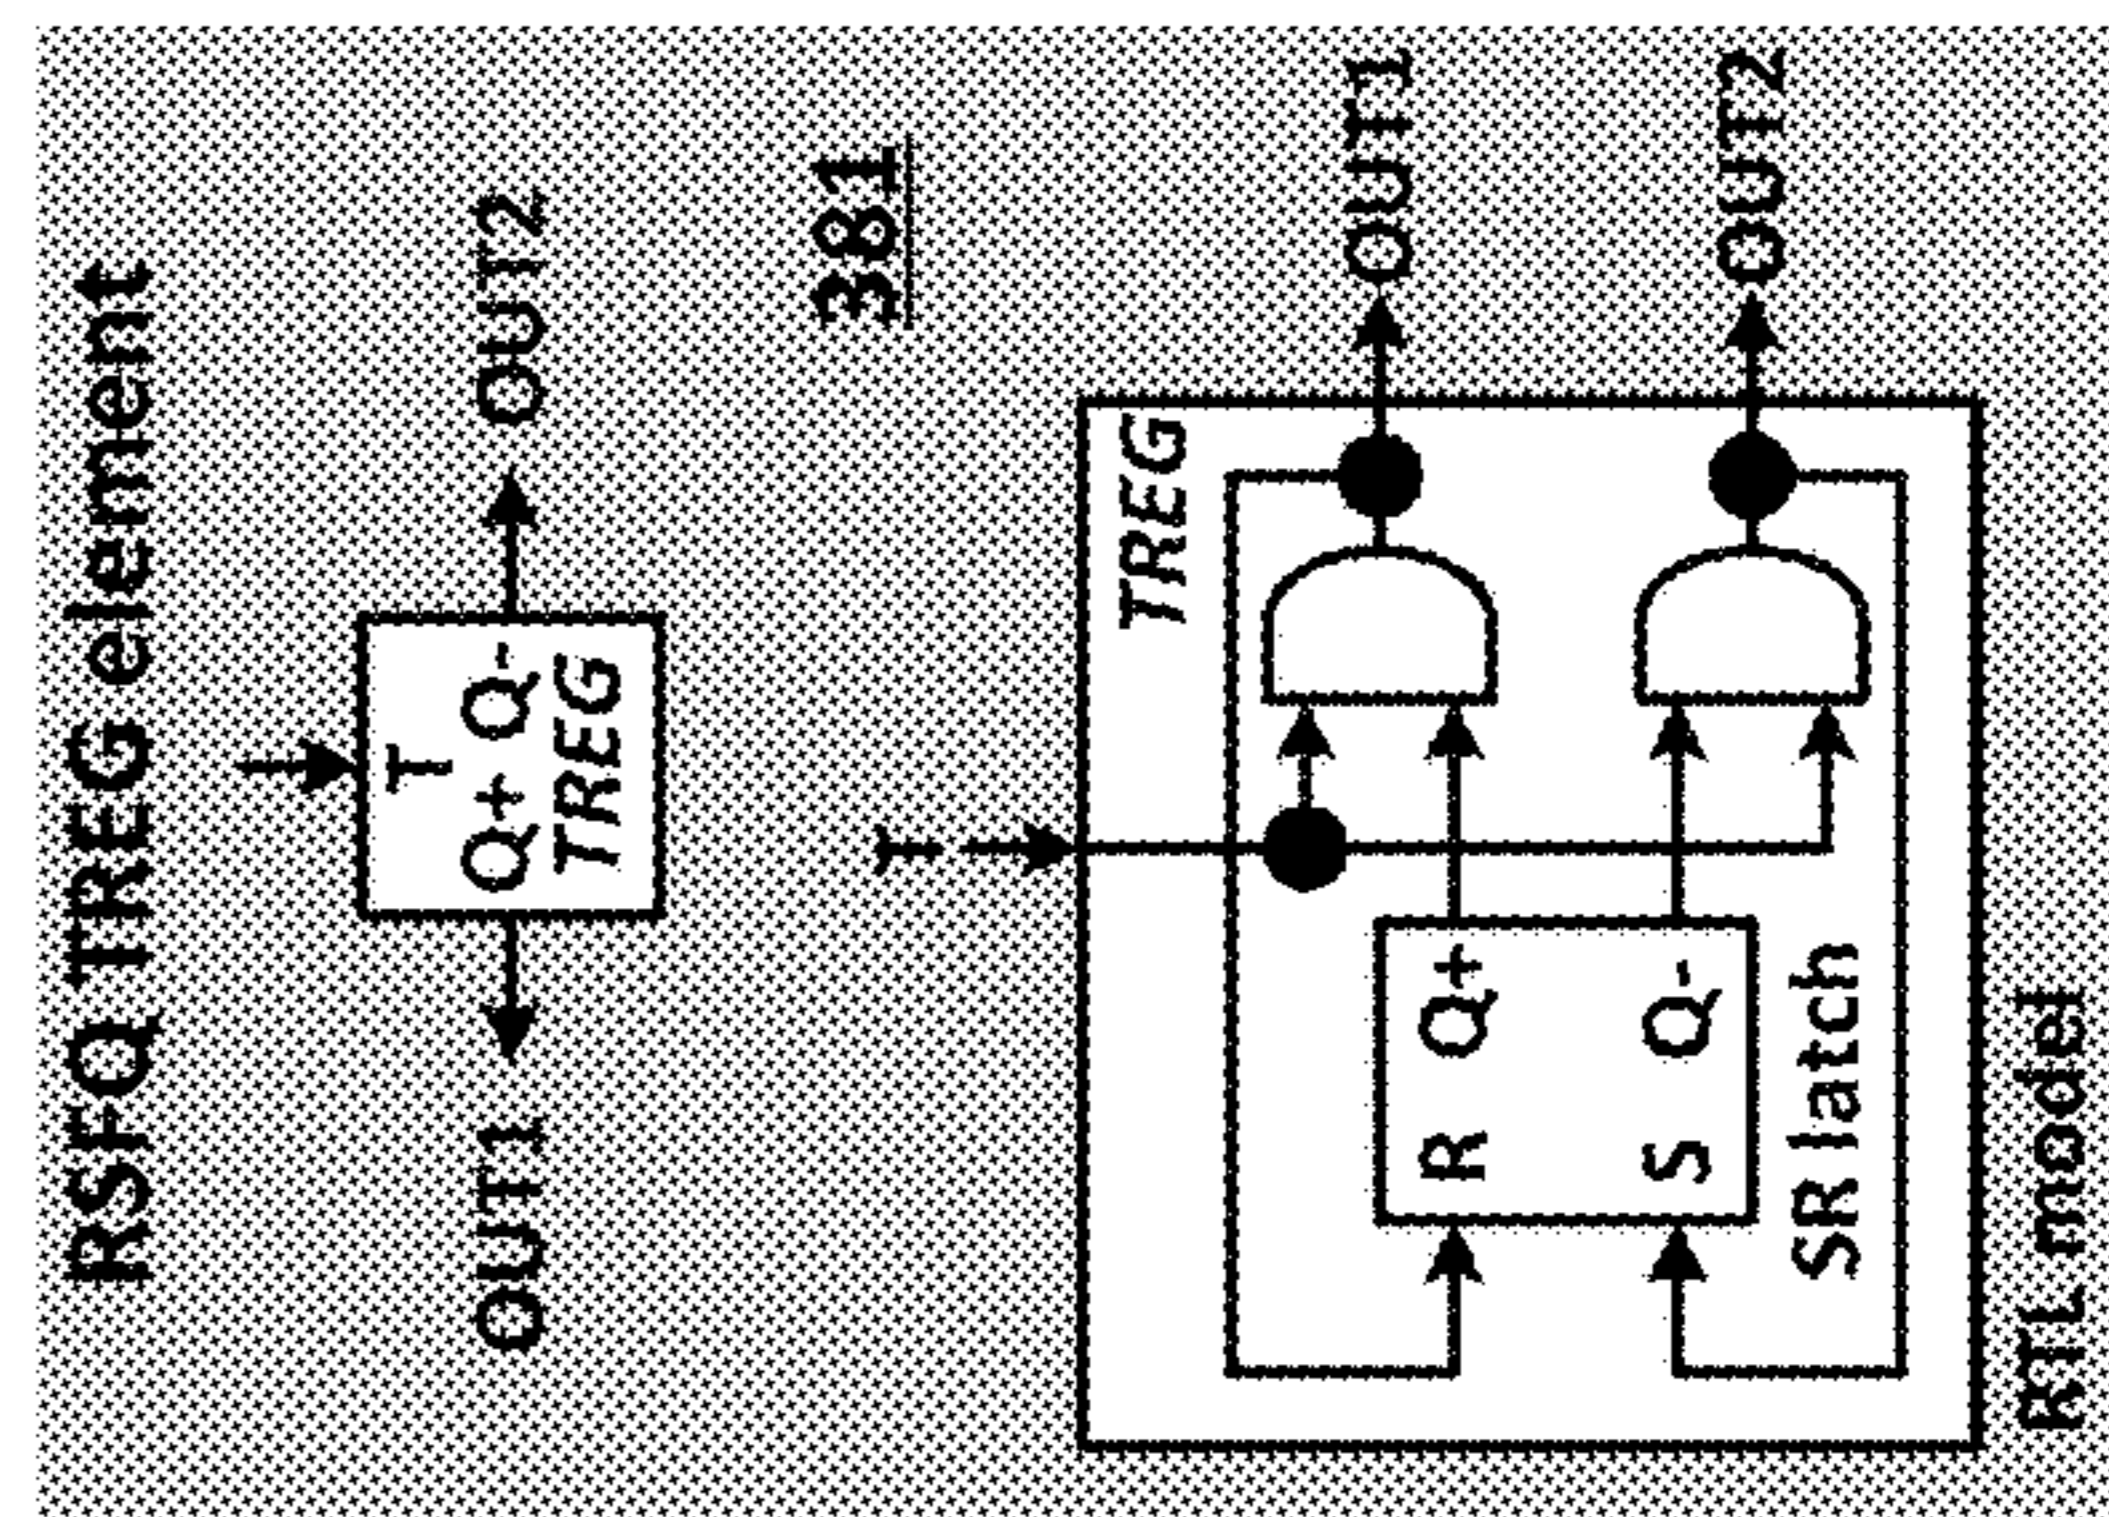 RSFQ TREG element
T
OUT1 Q+ Q- OUT2
TREG
381
T
TREG
OUT1
R Q+
S Q-
OUT2
SR latch
RTL model